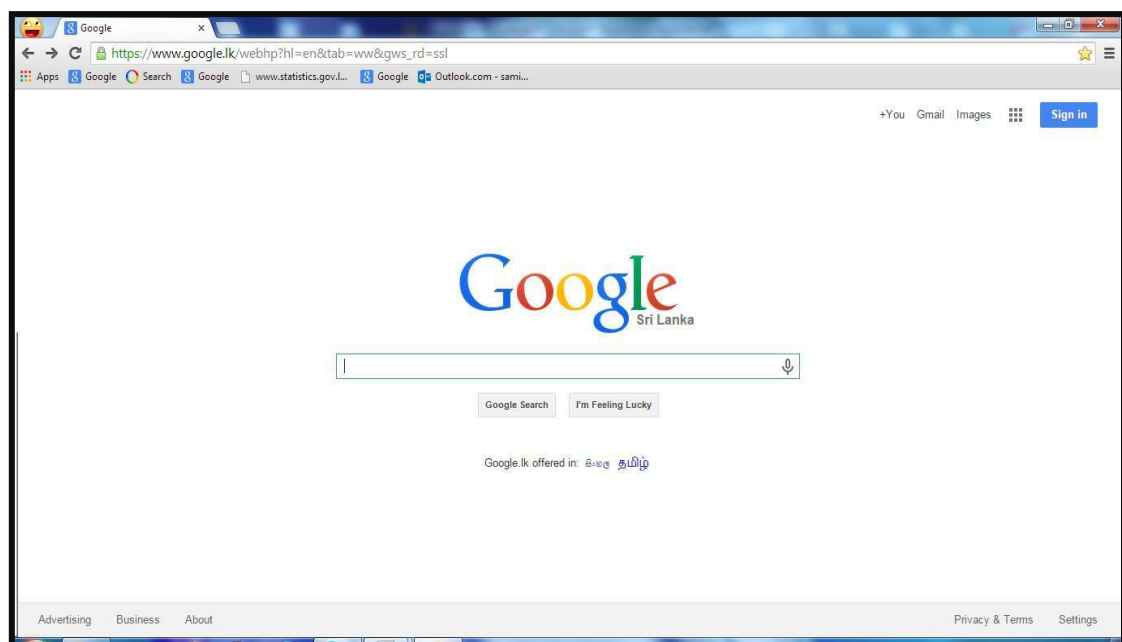 Google
https://www.google.lk/webhp?hl=en&tab=ww&gws_rd=ssl
Apps Google Search Google www.statistics.gov.l... Google Outlook.com - sami...
+You Gmail Images Sign in
Google
Sri Lanka
Google Search I'm Feeling Lucky
Google.lk offered in: සිංහල தமிழ்
Advertising Business About Privacy & Terms Settings